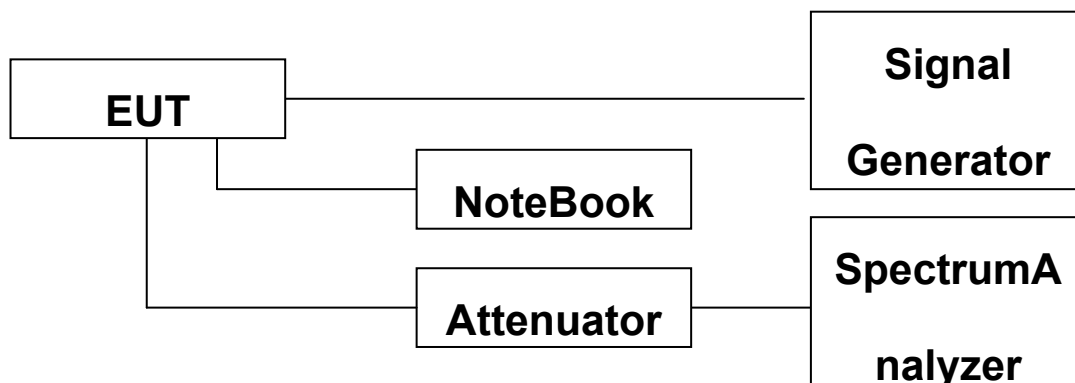 Signal
EUT
Generator
NoteBook
SpectrumA
Attenuator
nalyzer